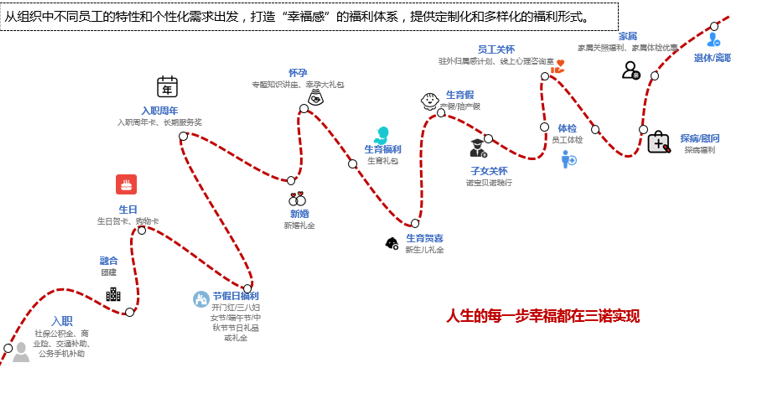 从组织中不同员工的特性和个性化需求出发，打造“幸福感”的福利体系，提供定制化和多样化的福利形式。
入职
社保公积金、商
业险、交通补助、
公务手机补助
融合
团建
生日
生日贺卡、购物卡
节假日福利
开门红/三八妇
女节/端午节/中
秋节节日礼品
或礼金
年
入职周年
入职周年卡、长期服务奖
新婚
新婚礼金
怀孕
专题知识讲座、幸孕大礼包
生育福利
生育礼包
生育贺喜
新生儿礼金
生育假
产假/陪产假
子女关怀
诺宝贝诺瑞行
员工关怀
驻外归属感计划、线上心理咨询室
体检
员工体检
家属
家属关照福利、家属体检优惠
探病/慰问
探病福利
退休/离职
人生的每一步幸福都在三诺实现